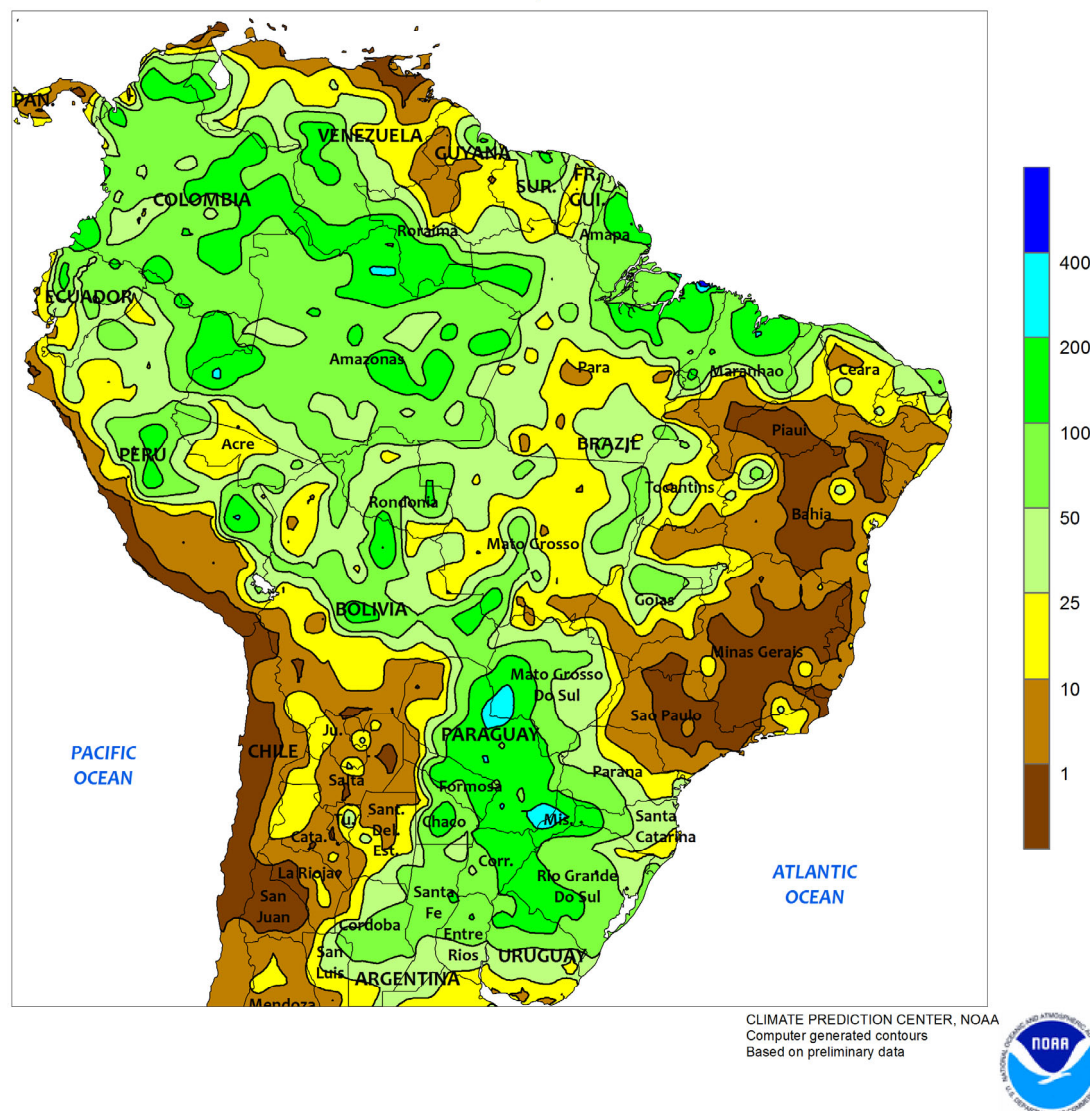 PAN.
VENEZUELA
GUYANA
COLOMBIA
SUR.
FR.
GUI.
Roraima
Amapa
ECUADOR
Amazonas
Para
Maranhao
Ceara
Piaui
PERU
Acre
BRAZIL
Tocantins
Rondonia
Bahia
Mato Grosso
BOLIVIA
Goias
Minas Gerais
Mato Grosso
Do Sul
Sao Paulo
Ju.
PARAGUAY
CHILE
PACIFIC
OCEAN
Parana
Salta
Formosa
Sant.
Del.
Est.
Tu.
Chaco
Mis.
Santa
Catarina
Cata.
Corr.
La Rioja
Rio Grande
Do Sul
ATLANTIC
OCEAN
San
Juan
Santa
Fe
Cordoba
Entre
Rios
URUGUAY
San
Luis
ARGENTINA
Mendoza
400
200
100
50
25
10
1
CLIMATE PREDICTION CENTER, NOAA
Computer generated contours
Based on preliminary data
NOAA